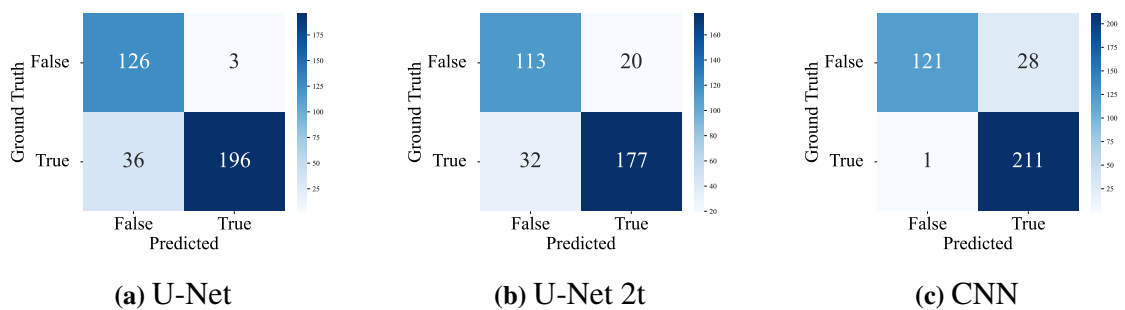 Ground Truth
False
True
126
3
36
196
False
True
Predicted
175
150
125
100
75
50
25
(a) U-Net
Ground Truth
False
True
113
20
32
177
False
True
Predicted
160
140
120
100
80
60
40
20
(b) U-Net 2t
Ground Truth
False
True
121
28
1
211
False
True
Predicted
200
175
150
125
100
75
50
25
(c) CNN